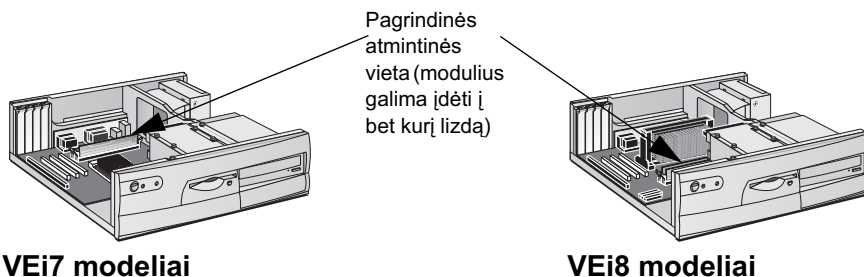 Pagrindinės
atmintinės
vieta (modulius
galima įdėti į
bet kurį lizdą)
VEi7 modeliai
VEi8 modeliai